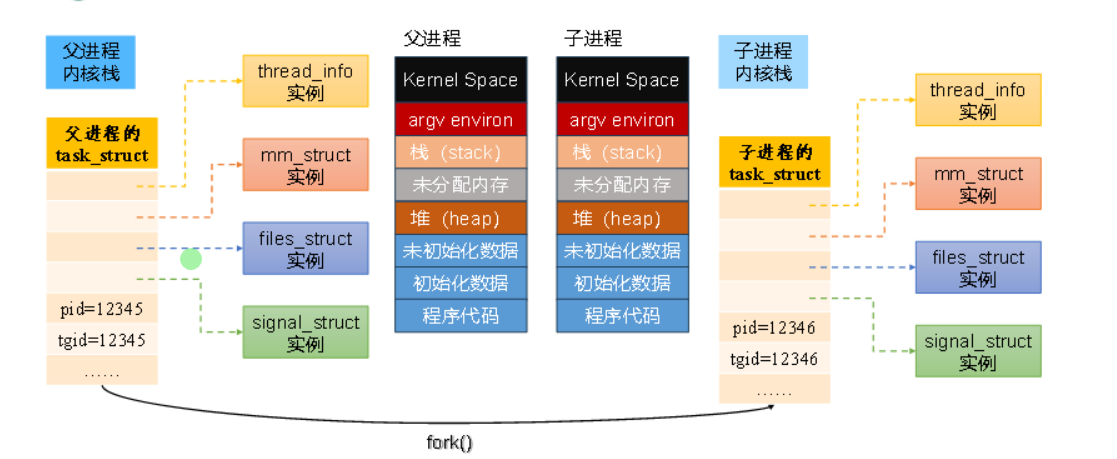 父进程
内核栈
父进程的
task_struct
pid=12345
tgid=12345
......
thread_info
实例
mm_struct
实例
files_struct
实例
signal_struct
实例
父进程
Kernel Space
argv environ
栈 (stack)
未分配内存
堆 (heap)
未初始化数据
初始化数据
程序代码
子进程
Kernel Space
argv environ
栈 (stack)
未分配内存
堆 (heap)
未初始化数据
初始化数据
程序代码
子进程
内核栈
子进程的
task_struct
pid=12346
tgid=12346
......
thread_info
实例
mm_struct
实例
files_struct
实例
signal_struct
实例
fork()